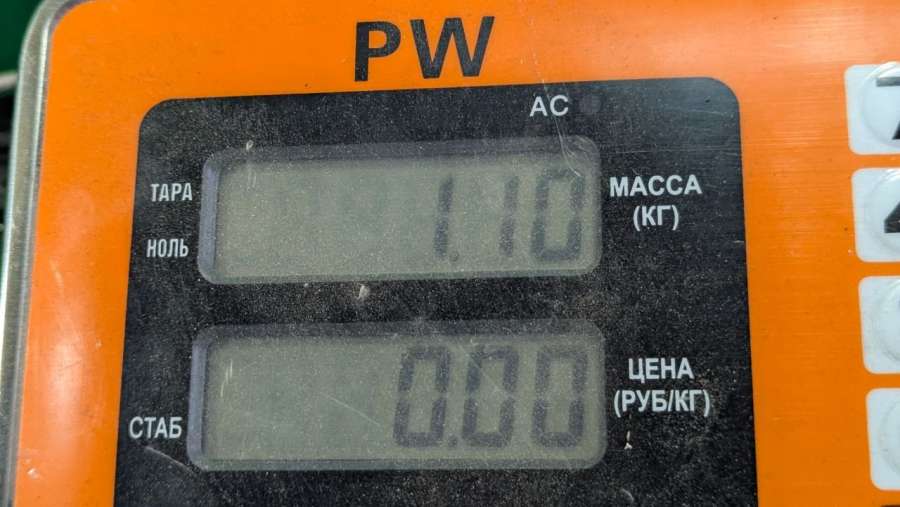 PW
AC
ТАРА
1.10
МАССА
(КГ)
НОЛЬ
0.00
ЦЕНА
(РУБ/КГ)
СТАБ